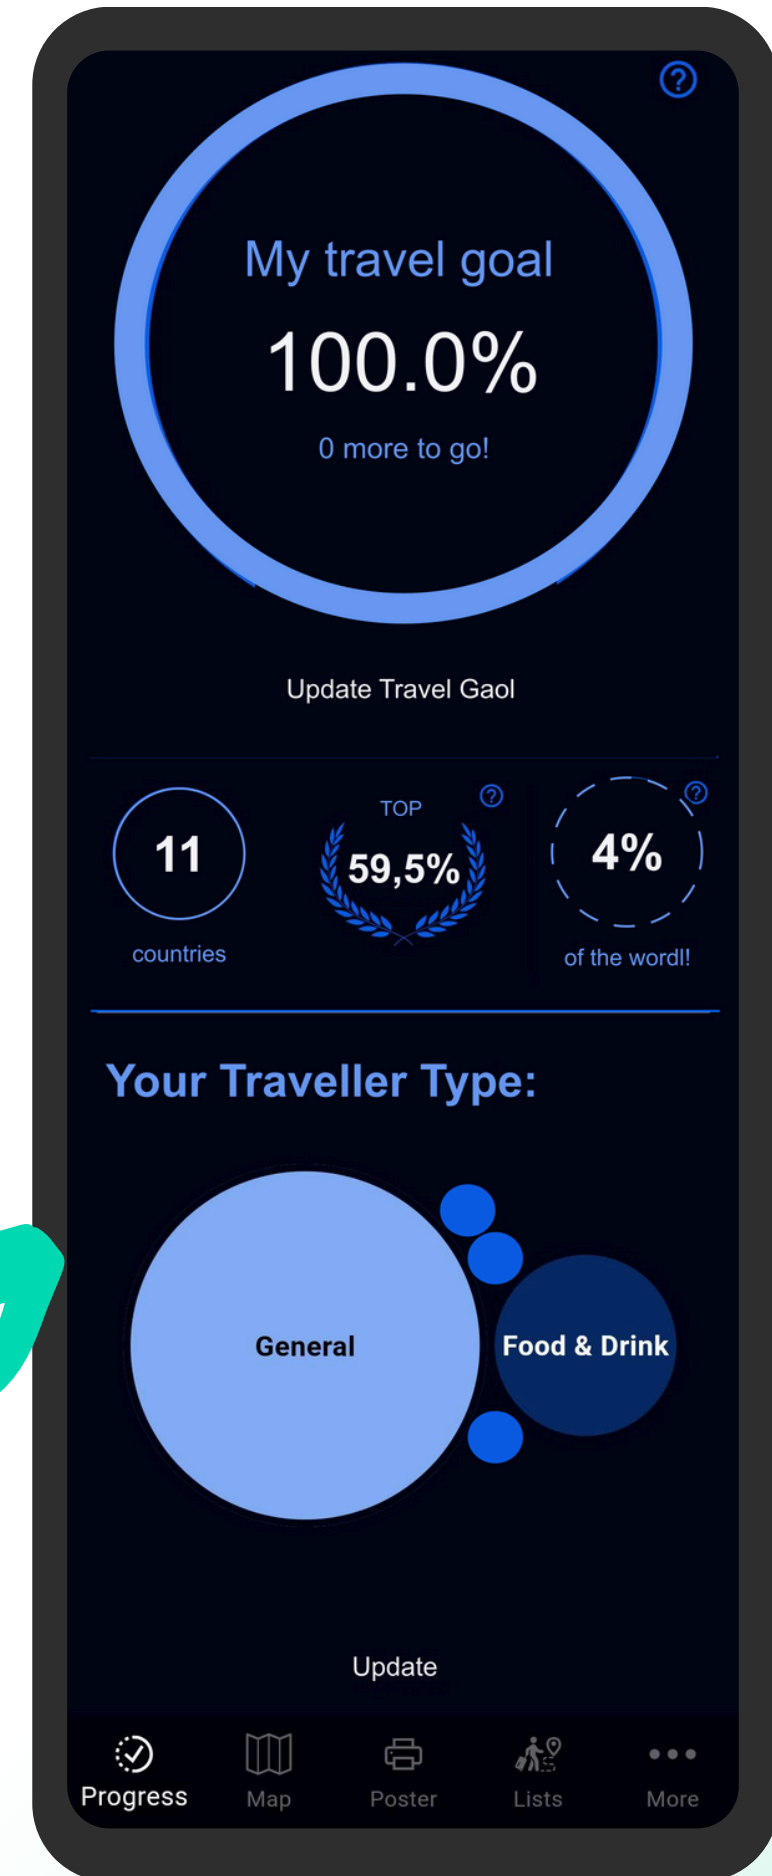 ?
My travel goal
100.0%
0 more to go!
Update Travel Gaol
11
countries
?
TOP
59,5%
?
4%
of the wordl!
Your Traveller Type:
General
Food & Drink
Update
Progress
Map
Poster
Lists
More